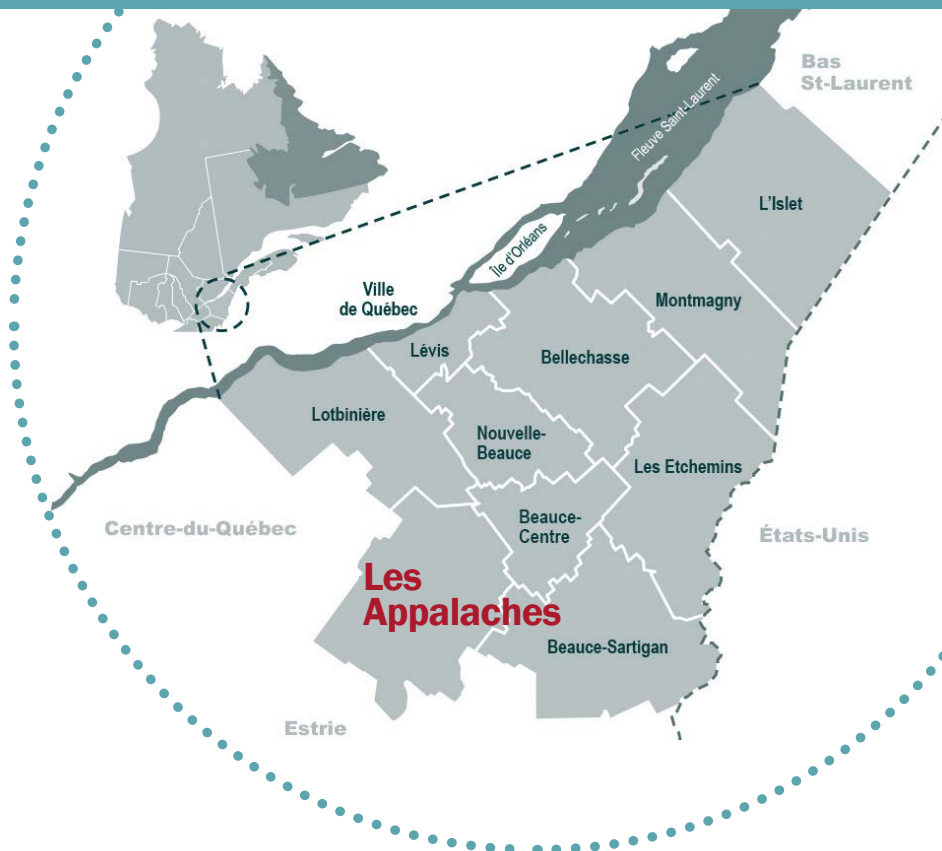 Bas
St-Laurent
Fleuve Saint-Laurent
L'Islet
Île d'Orléans
Ville
de Québec
Montmagny
Lévis
Bellechasse
Lotbinière
Nouvelle-
Beauce
Les Etchemins
Centre-du-Québec
Beauce-
Centre
États-Unis
Les
Appalaches
Beauce-Sartigan
Estrie